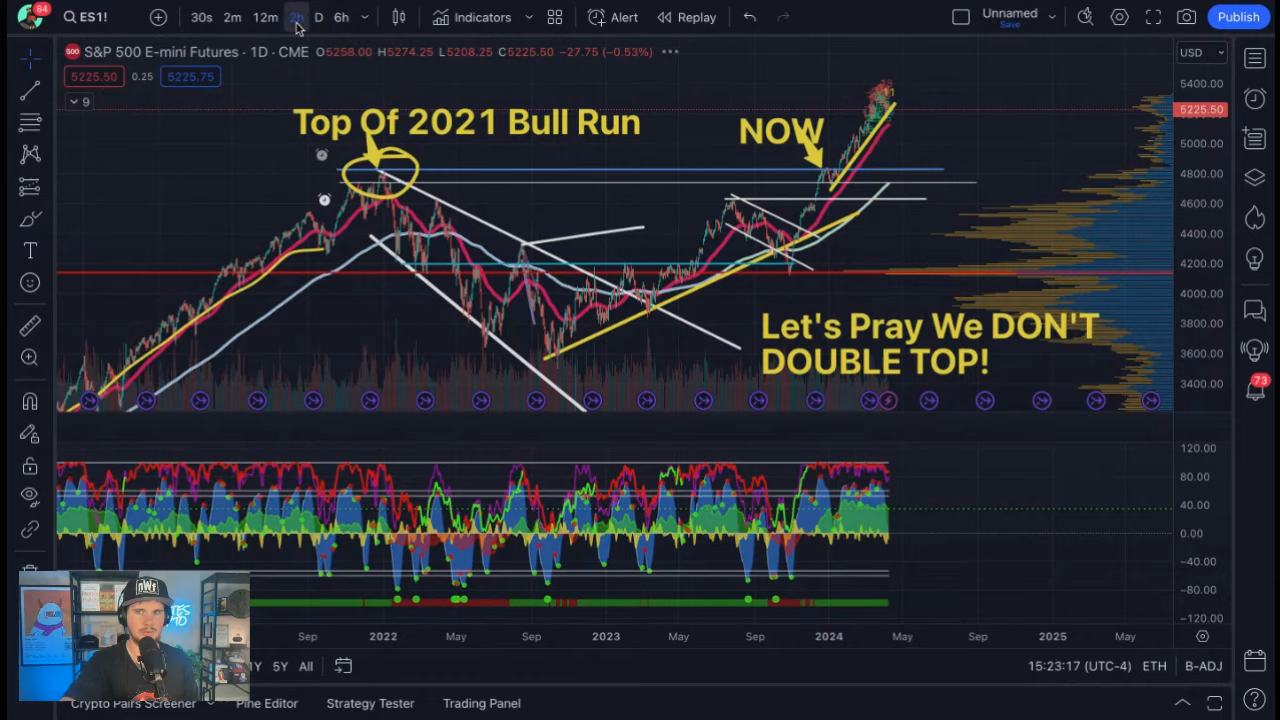 84
ES1!
30s 2m 12m 2h D 6h
Indicators
Alert
Replay
Unnamed
Save
Publish
500 S&P 500 E-mini Futures · 1D · CME O5258.00 H5274.25 L5208.25 C5225.50 −27.75 (−0.53%)
USD
5225.50 0.25 5225.75
9
Top Of 2021 Bull Run
NOW
Let's Pray We DON'T
DOUBLE TOP!
5400.00
5225.50
5000.00
4800.00
4600.00
4400.00
4200.00
4000.00
3800.00
3600.00
3400.00
73
120.00
80.00
40.00
0.00
−40.00
−80.00
−120.00
OWF
Sep 2022 May Sep 2023 May Sep 2024 May Sep 2025 May
5Y All
15:23:17 (UTC-4) ETH B-ADJ
Crypto Pairs Screener
Pine Editor
Strategy Tester
Trading Panel